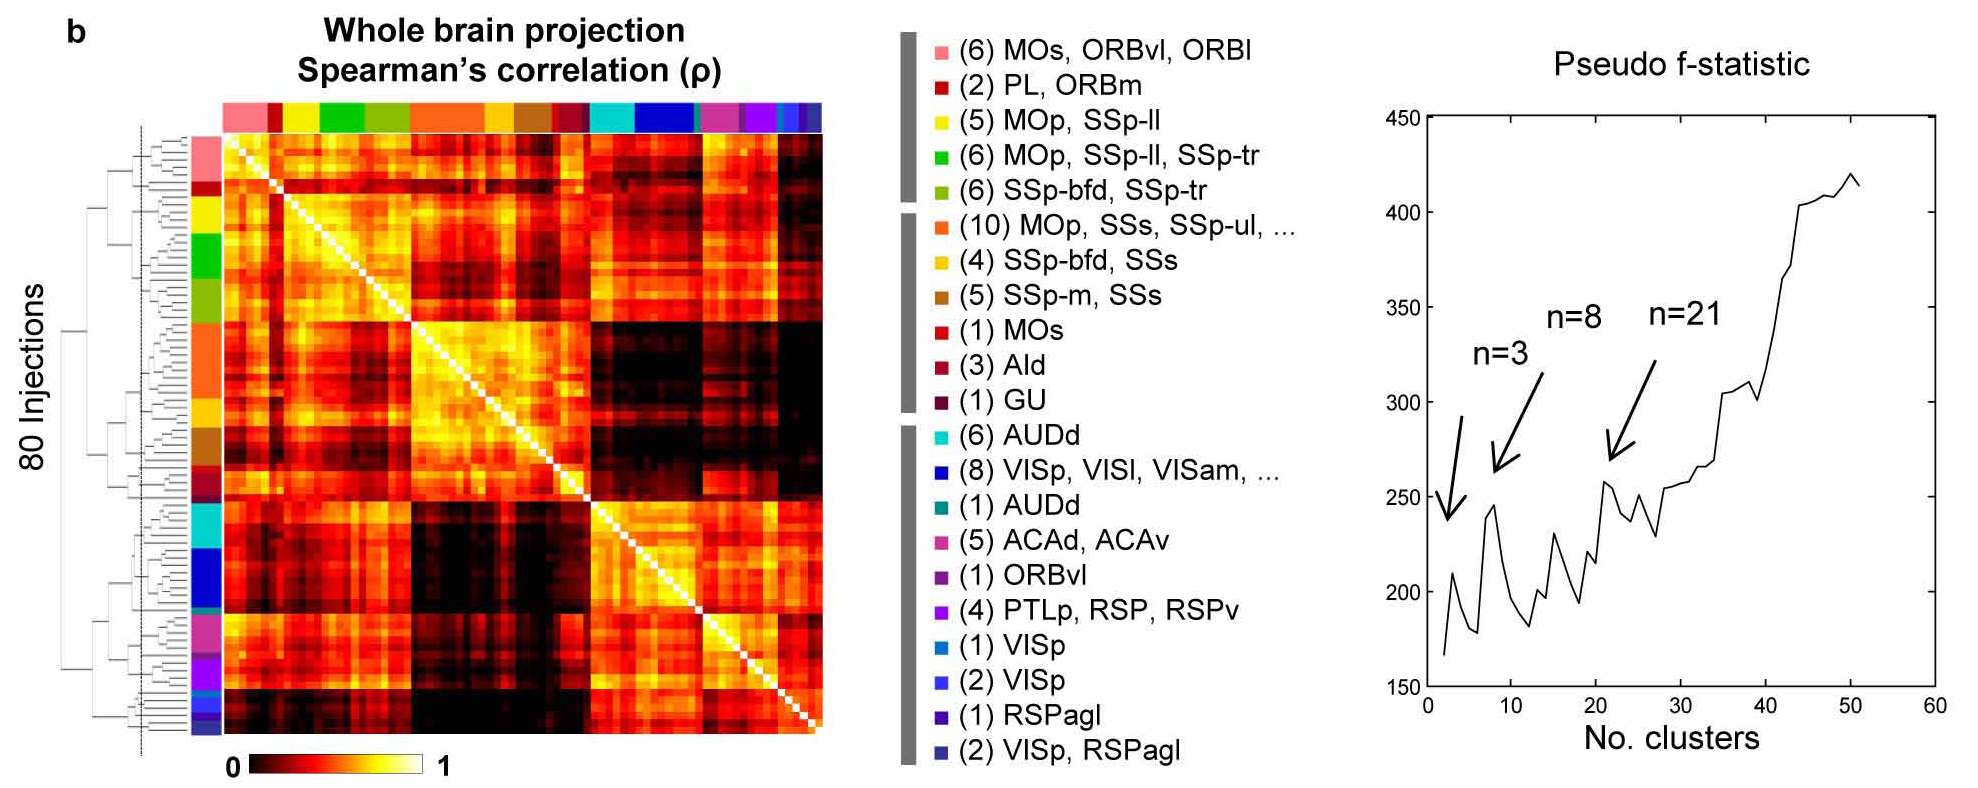 b
Whole brain projection
Spearman's correlation (ρ)
80 Injections
0
1
(6) MOs, ORBvl, ORBl
(2) PL, ORBm
(5) MOp, SSp-ll
(6) MOp, SSp-ll, SSp-tr
(6) SSp-bfd, SSp-tr
(10) MOp, SSs, SSp-ul, ...
(4) SSp-bfd, SSs
(5) SSp-m, SSs
(1) MOs
(3) AId
(1) GU
(6) AUDd
(8) VISp, VISl, VISam, ...
(1) AUDd
(5) ACAd, ACAv
(1) ORBvl
(4) PTLp, RSP, RSPv
(1) VISp
(2) VISp
(1) RSPagl
(2) VISp, RSPagl
Pseudo f-statistic
450
400
350
300
250
200
150
n=3
n=8
n=21
0 10 20 30 40 50 60
No. clusters